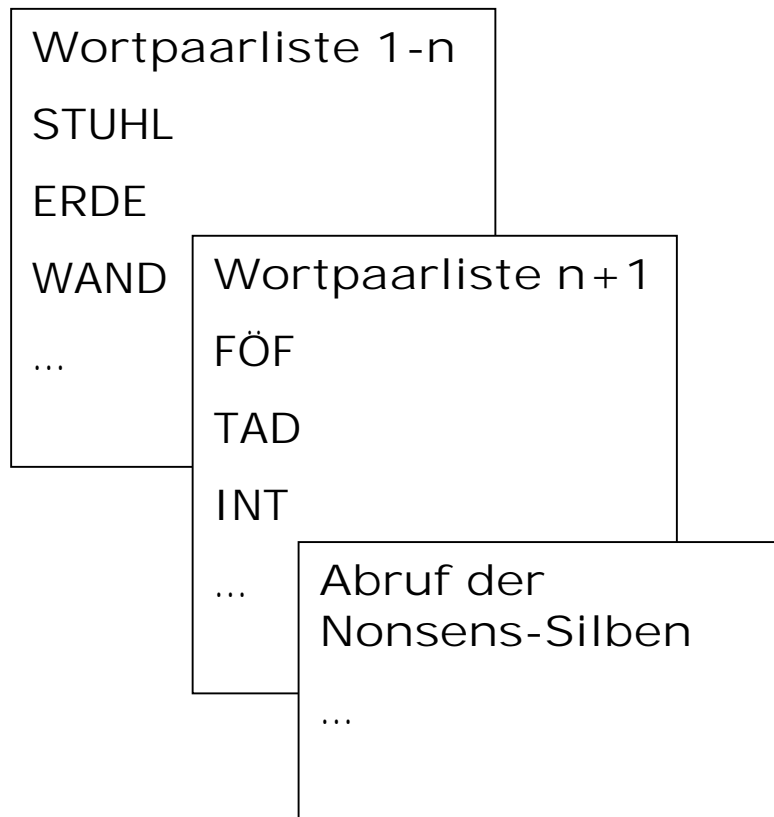 Wortpaarliste 1-n
STUHL
ERDE
WAND
...
Wortpaarliste n+1
FÖF
TAD
INT
...
Abruf der
Nonsens-Silben
...